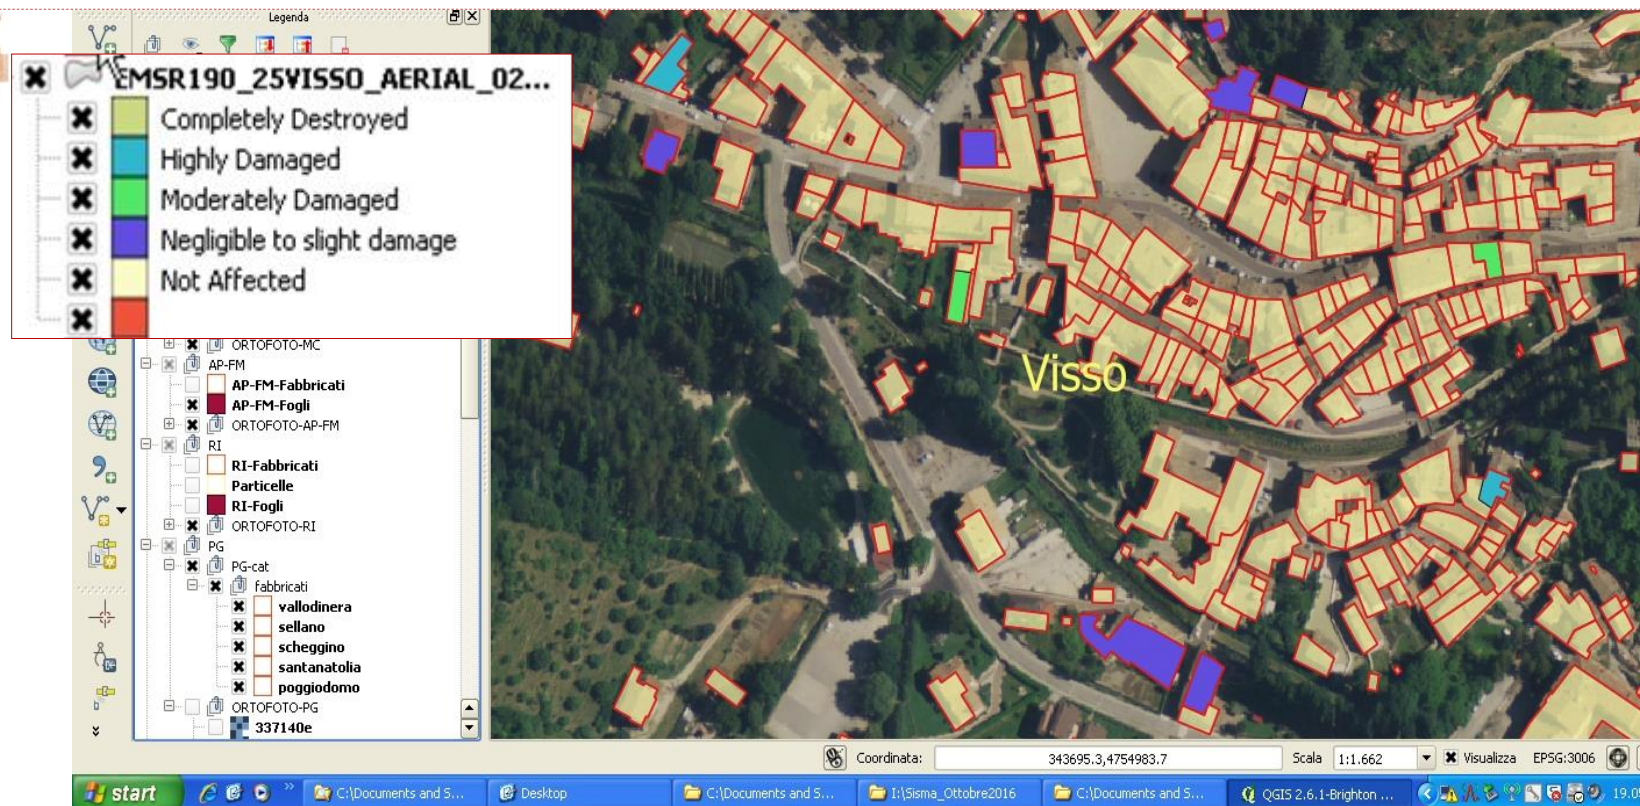 Legenda
EMSR190_25VISSO_AERIAL_02...
Completely Destroyed
Highly Damaged
Moderately Damaged
Negligible to slight damage
Not Affected
ORTOFOTO-MC
AP-FM
AP-FM-Fabbricati
AP-FM-Fogli
ORTOFOTO-AP-FM
RI
RI-Fabbricati
Particelle
RI-Fogli
ORTOFOTO-RI
PG
PG-cat
fabbricati
vallodinera
sellano
scheggino
santanatolia
poggiodomo
ORTOFOTO-PG
337140e
Visso
Coordinata: 343695.3,4754983.7 Scala 1:1.662 Visualizza EPSG:3006
start C:\Documents and S... Desktop C:\Documents and S... I:\Sisma_Ottobre2016 C:\Documents and S... QGIS 2.6.1-Brighton ...